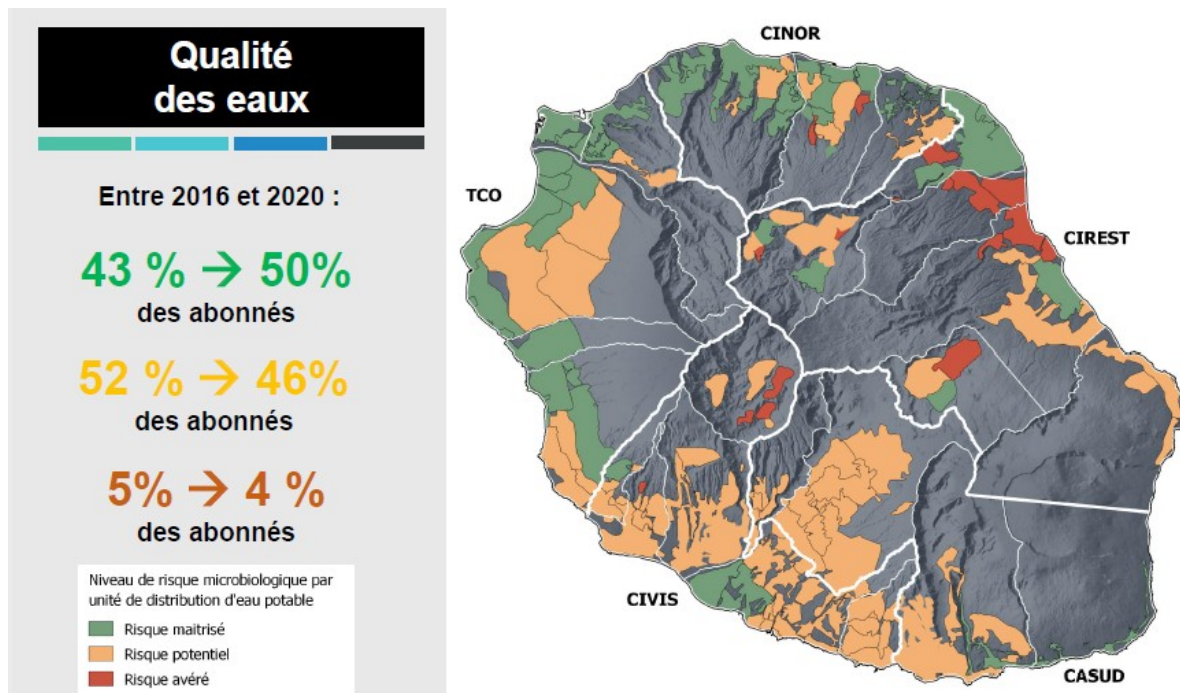 Qualité
des eaux
Entre 2016 et 2020 :
43 % → 50%
des abonnés
52 % → 46%
des abonnés
5% → 4 %
des abonnés
Niveau de risque microbiologique par
unité de distribution d'eau potable
Risque maitrisé
Risque potentiel
Risque avéré
CINOR
TCO
CIREST
CIVIS
CASUD